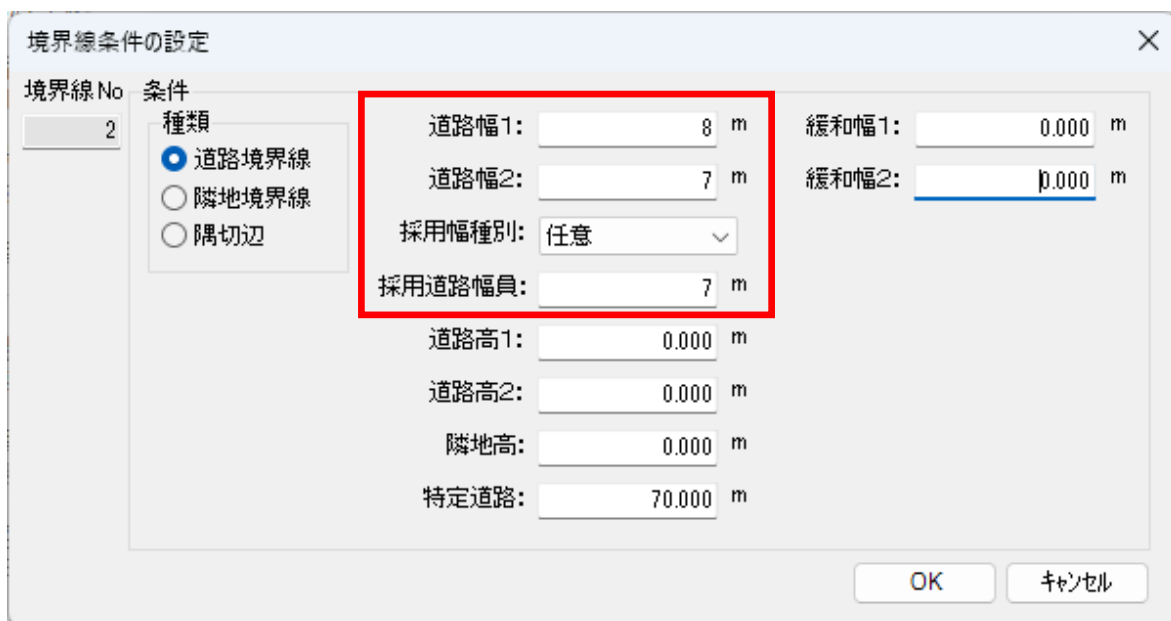 境界線条件の設定
境界線No
2
条件
種類
道路境界線
隣地境界線
隅切辺
道路幅1: 8 m
道路幅2: 7 m
採用幅種別: 任意
採用道路幅員: 7 m
道路高1: 0.000 m
道路高2: 0.000 m
隣地高: 0.000 m
特定道路: 70.000 m
緩和幅1: 0.000 m
緩和幅2: 0.000 m
OK
キャンセル